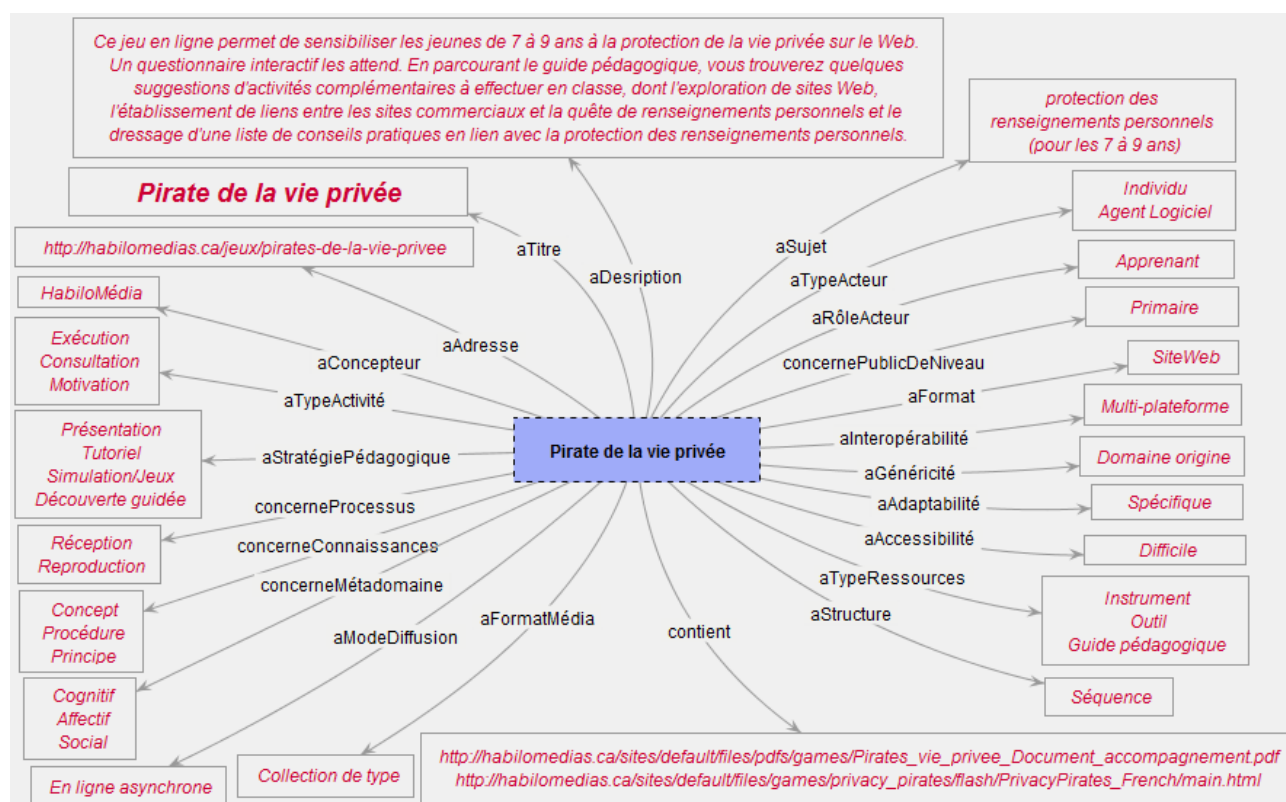 Ce jeu en ligne permet de sensibiliser les jeunes de 7 à 9 ans à la protection de la vie privée sur le Web.
Un questionnaire interactif les attend. En parcourant le guide pédagogique, vous trouverez quelques
suggestions d'activités complémentaires à effectuer en classe, dont l'exploration de sites Web,
l'établissement de liens entre les sites commerciaux et la quête de renseignements personnels et le
dressage d'une liste de conseils pratiques en lien avec la protection des renseignements personnels.
protection des
renseignements personnels
(pour les 7 à 9 ans)
Pirate de la vie privée
Individu
Agent Logiciel
http://habilomedias.ca/jeux/pirates-de-la-vie-privee
aTitre
aDesription
aSujet
aTypeActeur
Apprenant
HabiloMédia
aRôleActeur
Primaire
Exécution
Consultation
Motivation
aAdresse
aConcepteur
concernePublicDeNiveau
SiteWeb
aTypeActivité
aFormat
Multi-plateforme
Présentation
Tutoriel
Simulation/Jeux
Découverte guidée
aStratégiePédagogique
Pirate de la vie privée
aInteropérabilité
aGénéricité
Domaine origine
aAdaptabilité
Spécifique
concerneProcessus
Réception
Reproduction
concerneConnaissances
aAccessibilité
Difficile
concerneMétadomaine
aTypeRessources
Concept
Procédure
Principe
aModeDiffusion
aFormatMédia
contient
aStructure
Instrument
Outil
Guide pédagogique
Cognitif
Affectif
Social
Séquence
En ligne asynchrone
Collection de type
http://habilomedias.ca/sites/default/files/pdfs/games/Pirates_vie_privee_Document_accompagnement.pdf
http://habilomedias.ca/sites/default/files/games/privacy_pirates/flash/PrivacyPirates_French/main.html